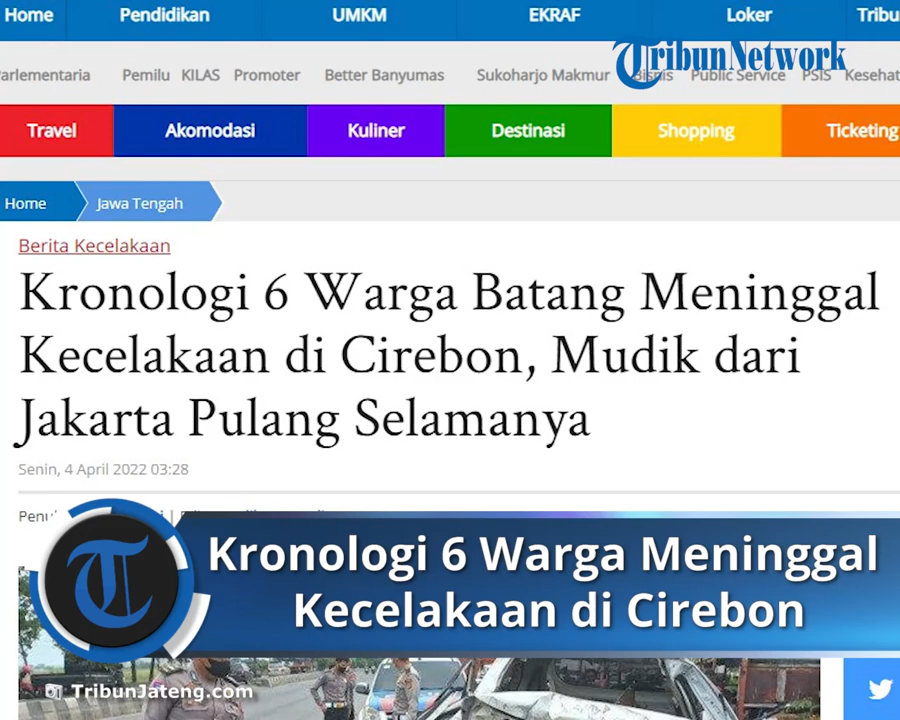 Home Pendidikan UMKM EKRAF Loker
TribunNetwork
Pemilu KILAS Promoter Better Banyumas Sukoharjo Makmur Bisnis Public Service PSIS
Travel Akomodasi Kuliner Destinasi Shopping Ticketing
Home Jawa Tengah
Berita Kecelakaan
Kronologi 6 Warga Batang Meninggal
Kecelakaan di Cirebon, Mudik dari
Jakarta Pulang Selamanya
Senin, 4 April 2022 03:28
Kronologi 6 Warga Meninggal
Kecelakaan di Cirebon
TribunJateng.com